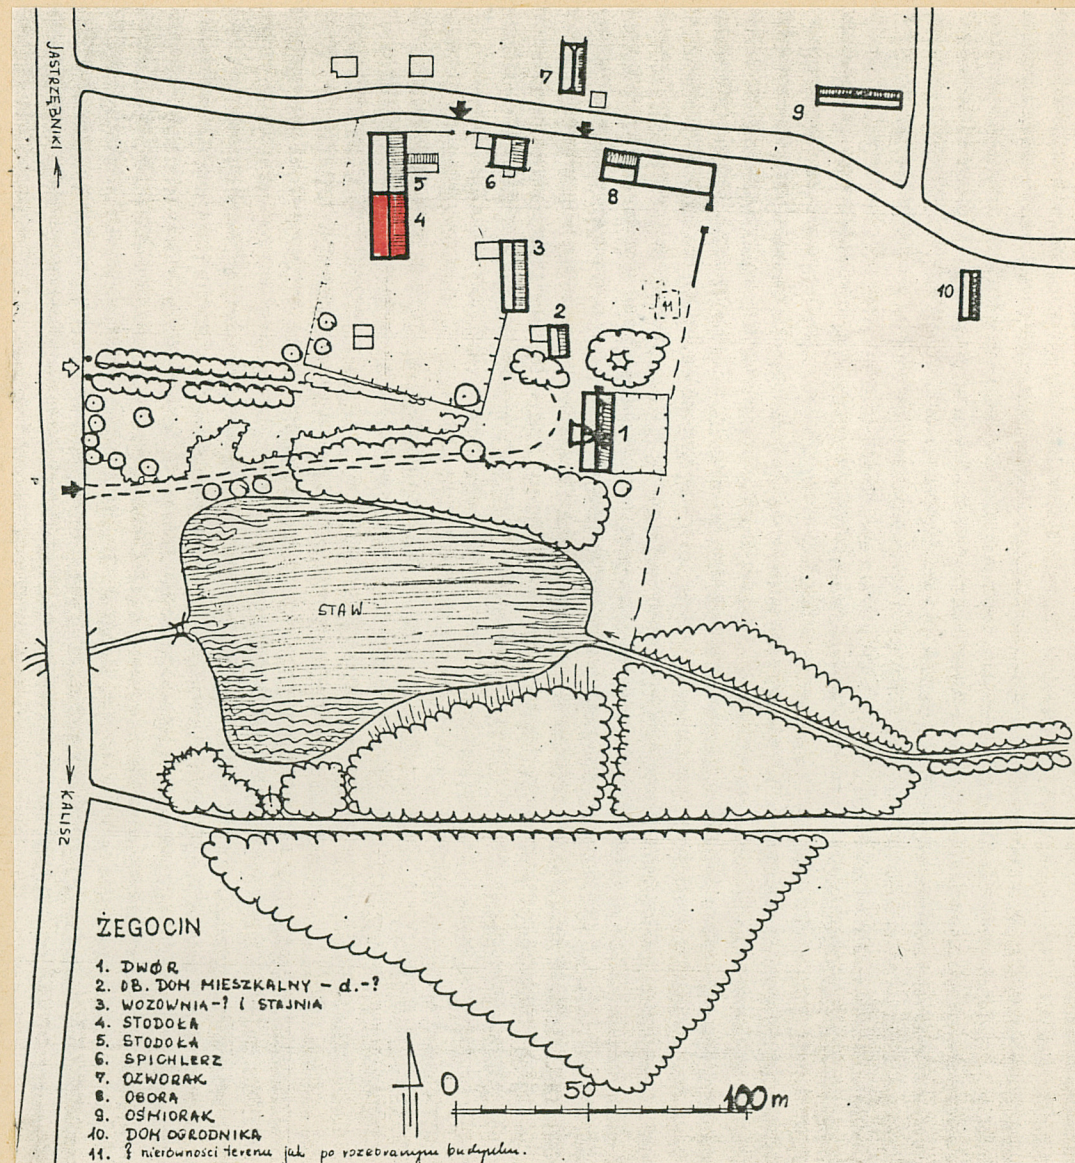 JASTRZĘBNIKI
7
9
5
6
8
4
3
11
10
2
1
STAW
KALISZ
ŻEGOCIN
1. DWÓR
2. OB. DOM MIESZKALNY - d.-?
3. WOZOWNIA-? i STAJNIA
4. STODOŁA
5. STODOŁA
6. SPICHLERZ
7. DZWORAK
8. OBORA
9. OŚMIORAK
10. DOM OGRODNIKA
11. ? nierówności terenu jak po rozebranym budynku.
0 50 100 m